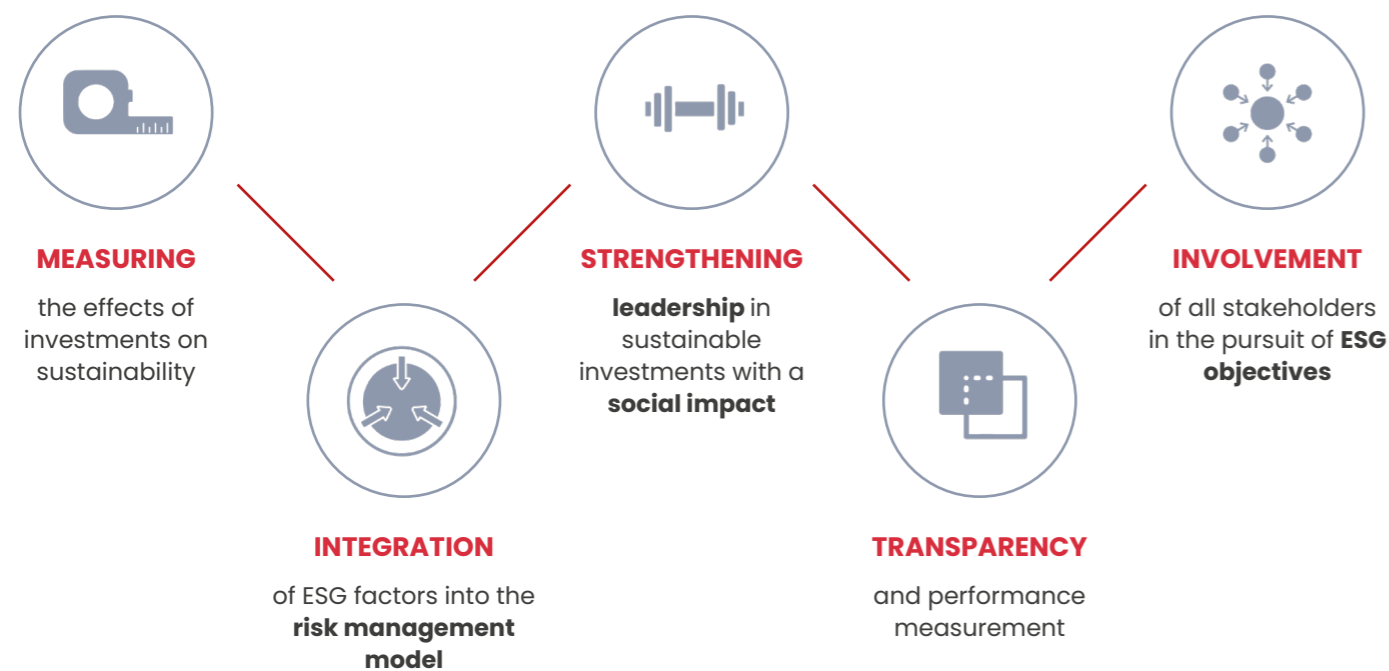 MEASURING
the effects of
investments on
sustainability
INTEGRATION
of ESG factors into the
risk management
model
STRENGTHENING
leadership in
sustainable
investments with a
social impact
TRANSPARENCY
and performance
measurement
INVOLVEMENT
of all stakeholders
in the pursuit of ESG
objectives